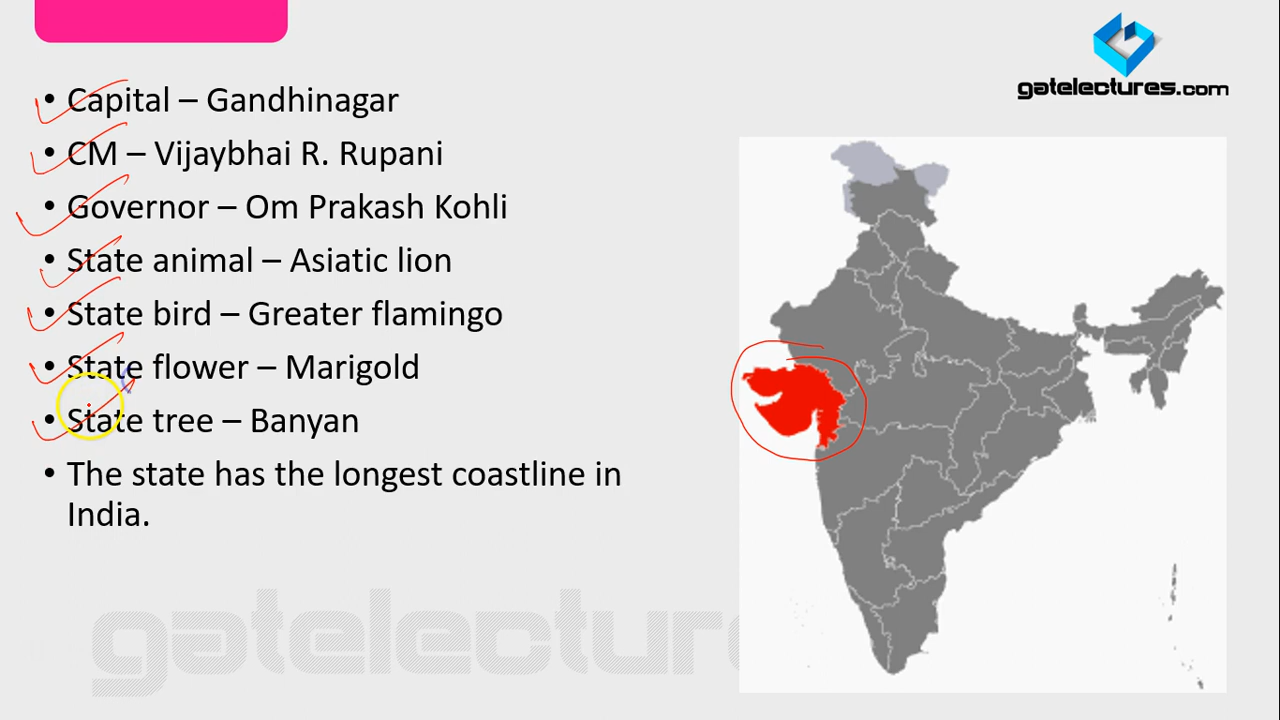 gatelectures.com
• Capital – Gandhinagar
• CM – Vijaybhai R. Rupani
• Governor – Om Prakash Kohli
• State animal – Asiatic lion
• State bird – Greater flamingo
• State flower – Marigold
• State tree – Banyan
• The state has the longest coastline in
India.
gatelectur